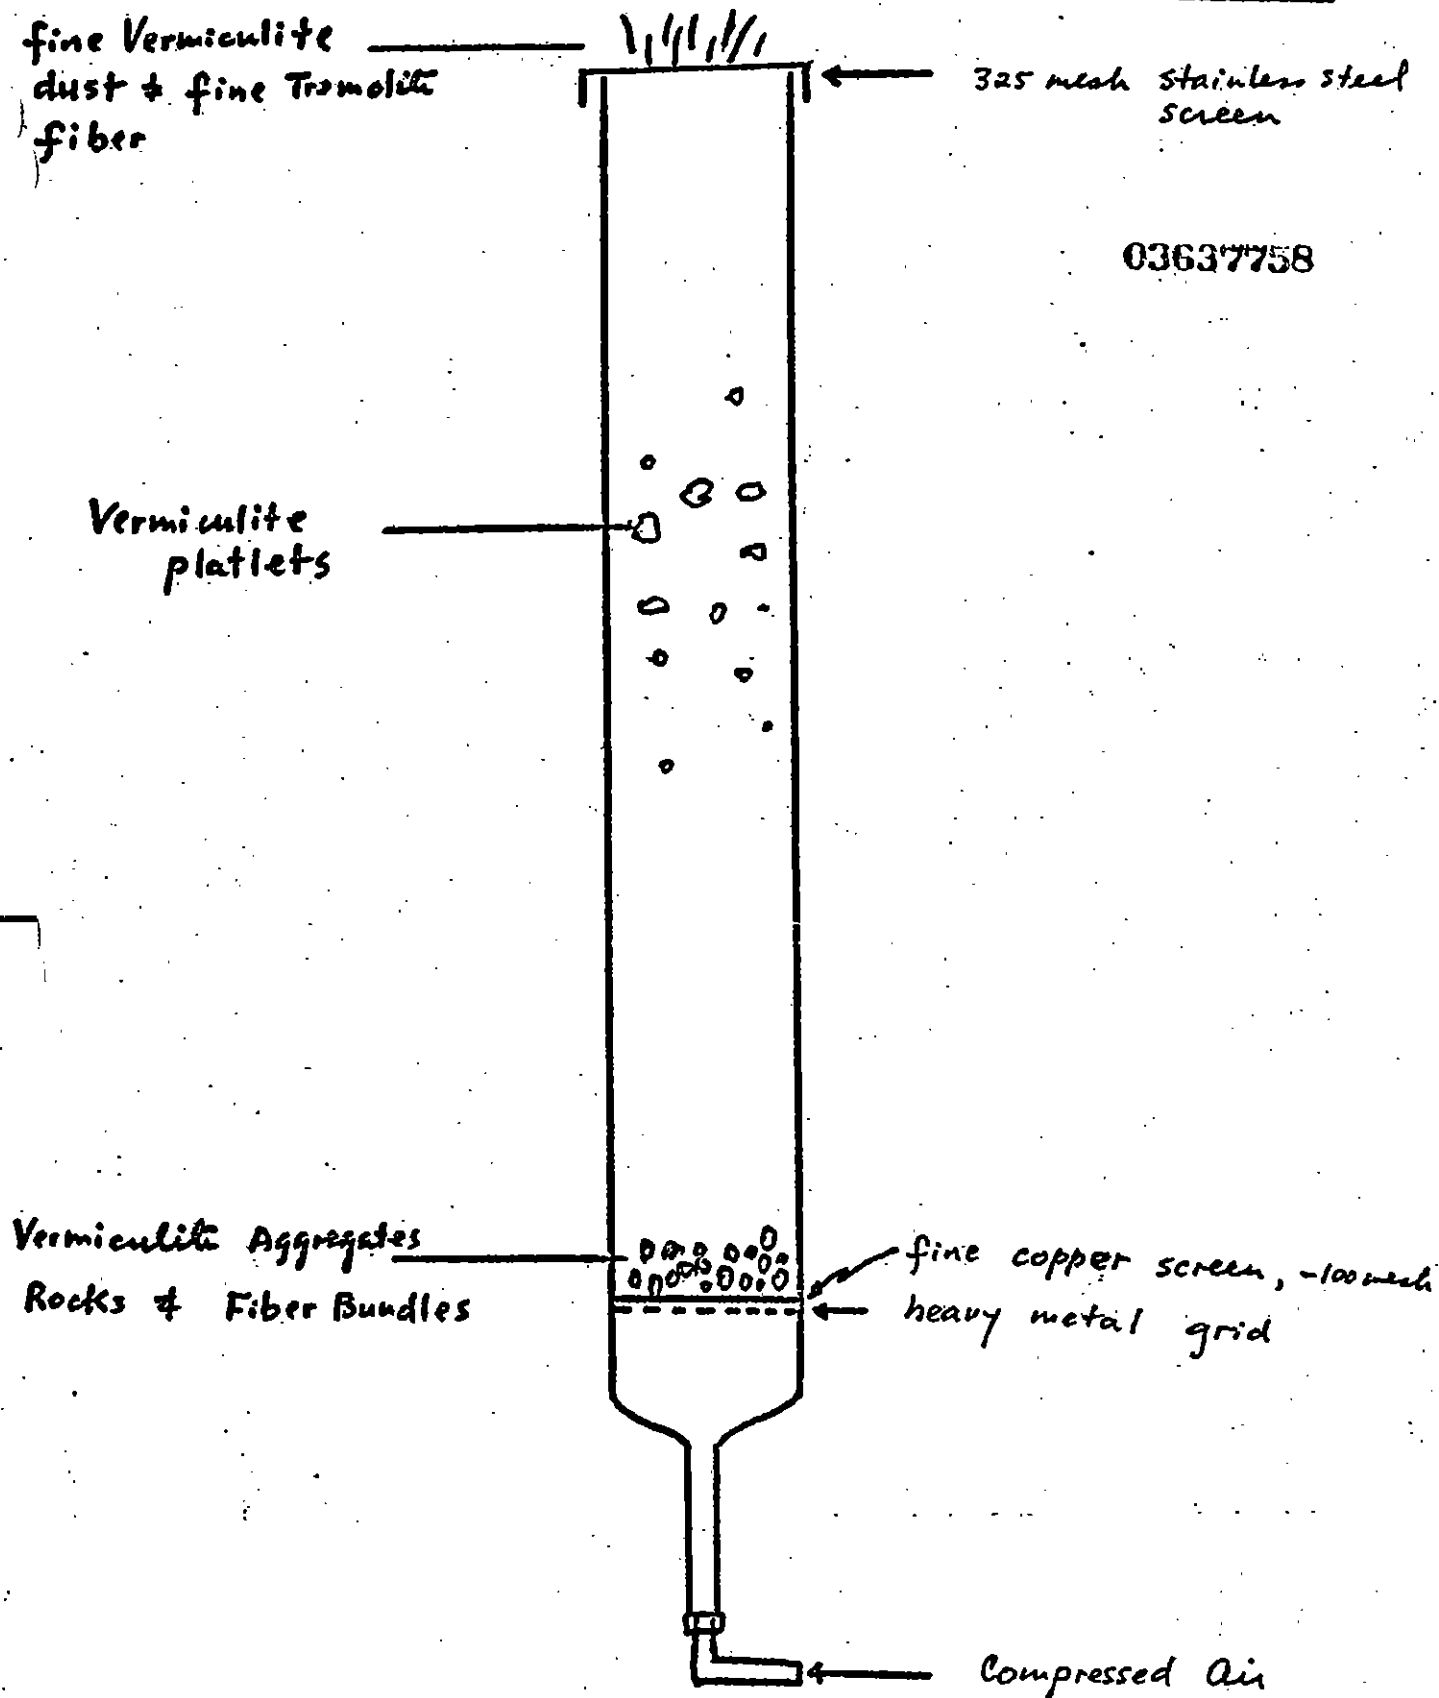 fine Vermiculite
dust & fine Tremolite
fiber
325 mesh stainless steel
screen
03637758
Vermiculite
platlets
Vermiculite Aggregates
Rocks & Fiber Bundles
fine copper screen, ~100 mesh
heavy metal grid
Compressed Air